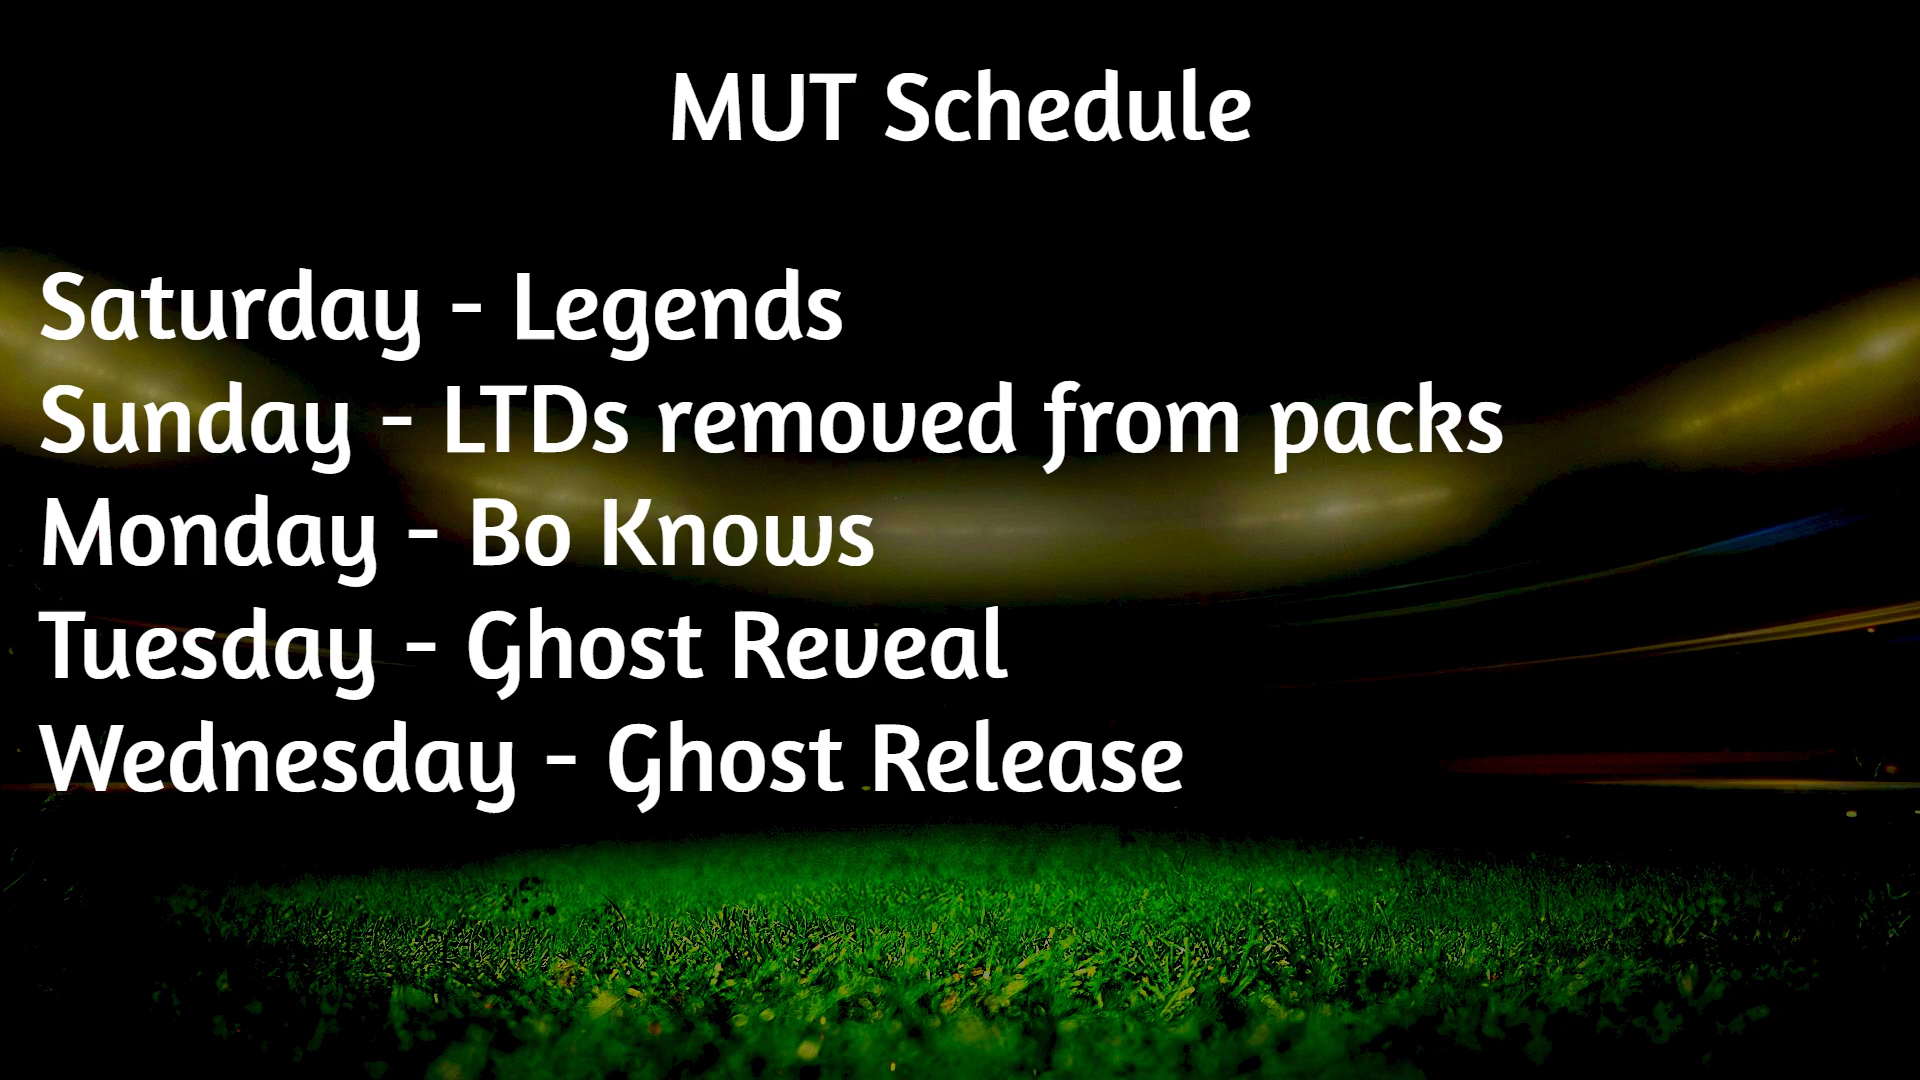 MUT Schedule
Saturday - Legends
Sunday - LTDs removed from packs
Monday - Bo Knows
Tuesday - Ghost Reveal
Wednesday - Ghost Release